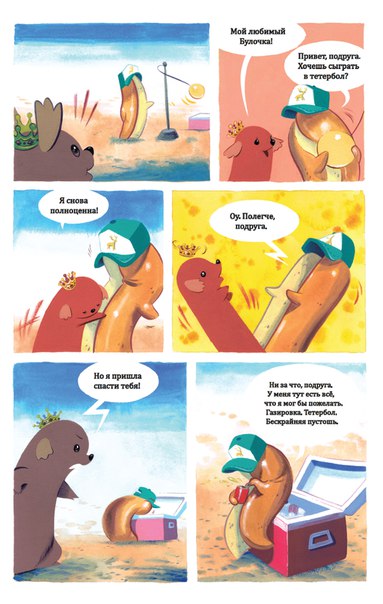 Мой любимый
Булочка!
Привет, подруга.
Хочешь сыграть
в тетербол?
Я снова
полноценна!
Оу. Полегче,
подруга.
Но я пришла
спасти тебя!
Ни за что, подруга.
У меня тут есть всё,
что я мог бы пожелать.
Газировка. Тетербол.
Бескрайняя пустошь.